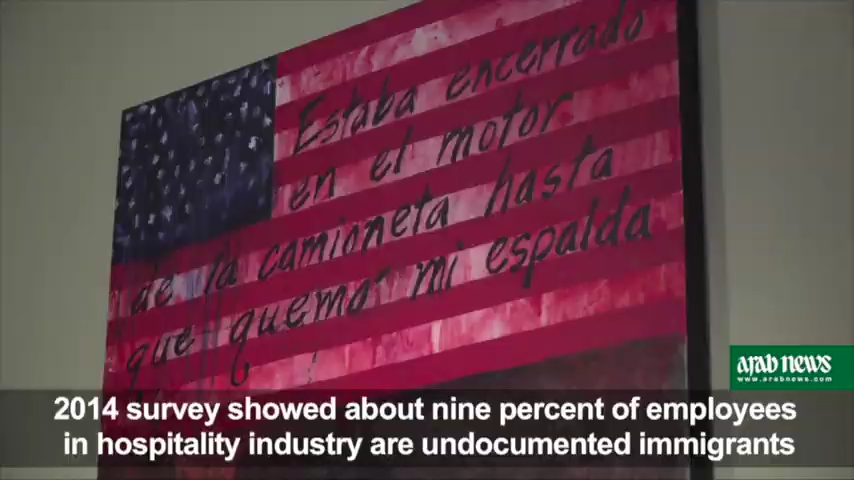 Estaba encerrado
en el motor
de la camioneta hasta
que quemó mi espalda
ARAB NEWS
www.arabnews.com
2014 survey showed about nine percent of employees
in hospitality industry are undocumented immigrants